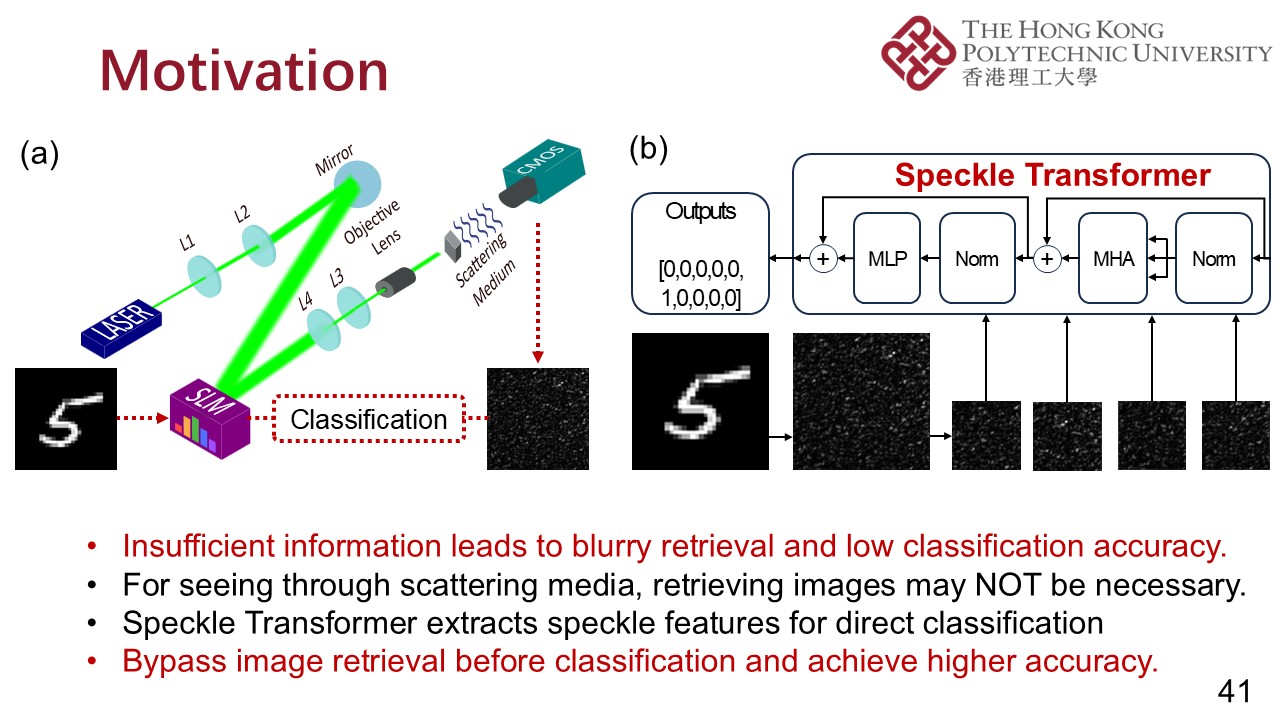 Motivation
THE HONG KONG
POLYTECHNIC UNIVERSITY
香港理工大學
(a)
Mirror
CMOS
L2
L1
Objective
Lens
Scattering
Medium
L3
L4
LASER
SLM
Classification
(b)
Speckle Transformer
Outputs
[0,0,0,0,0,
1,0,0,0,0]
+
MLP
Norm
+
MHA
Norm
5
5
• Insufficient information leads to blurry retrieval and low classification accuracy.
• For seeing through scattering media, retrieving images may NOT be necessary.
• Speckle Transformer extracts speckle features for direct classification
• Bypass image retrieval before classification and achieve higher accuracy.
41